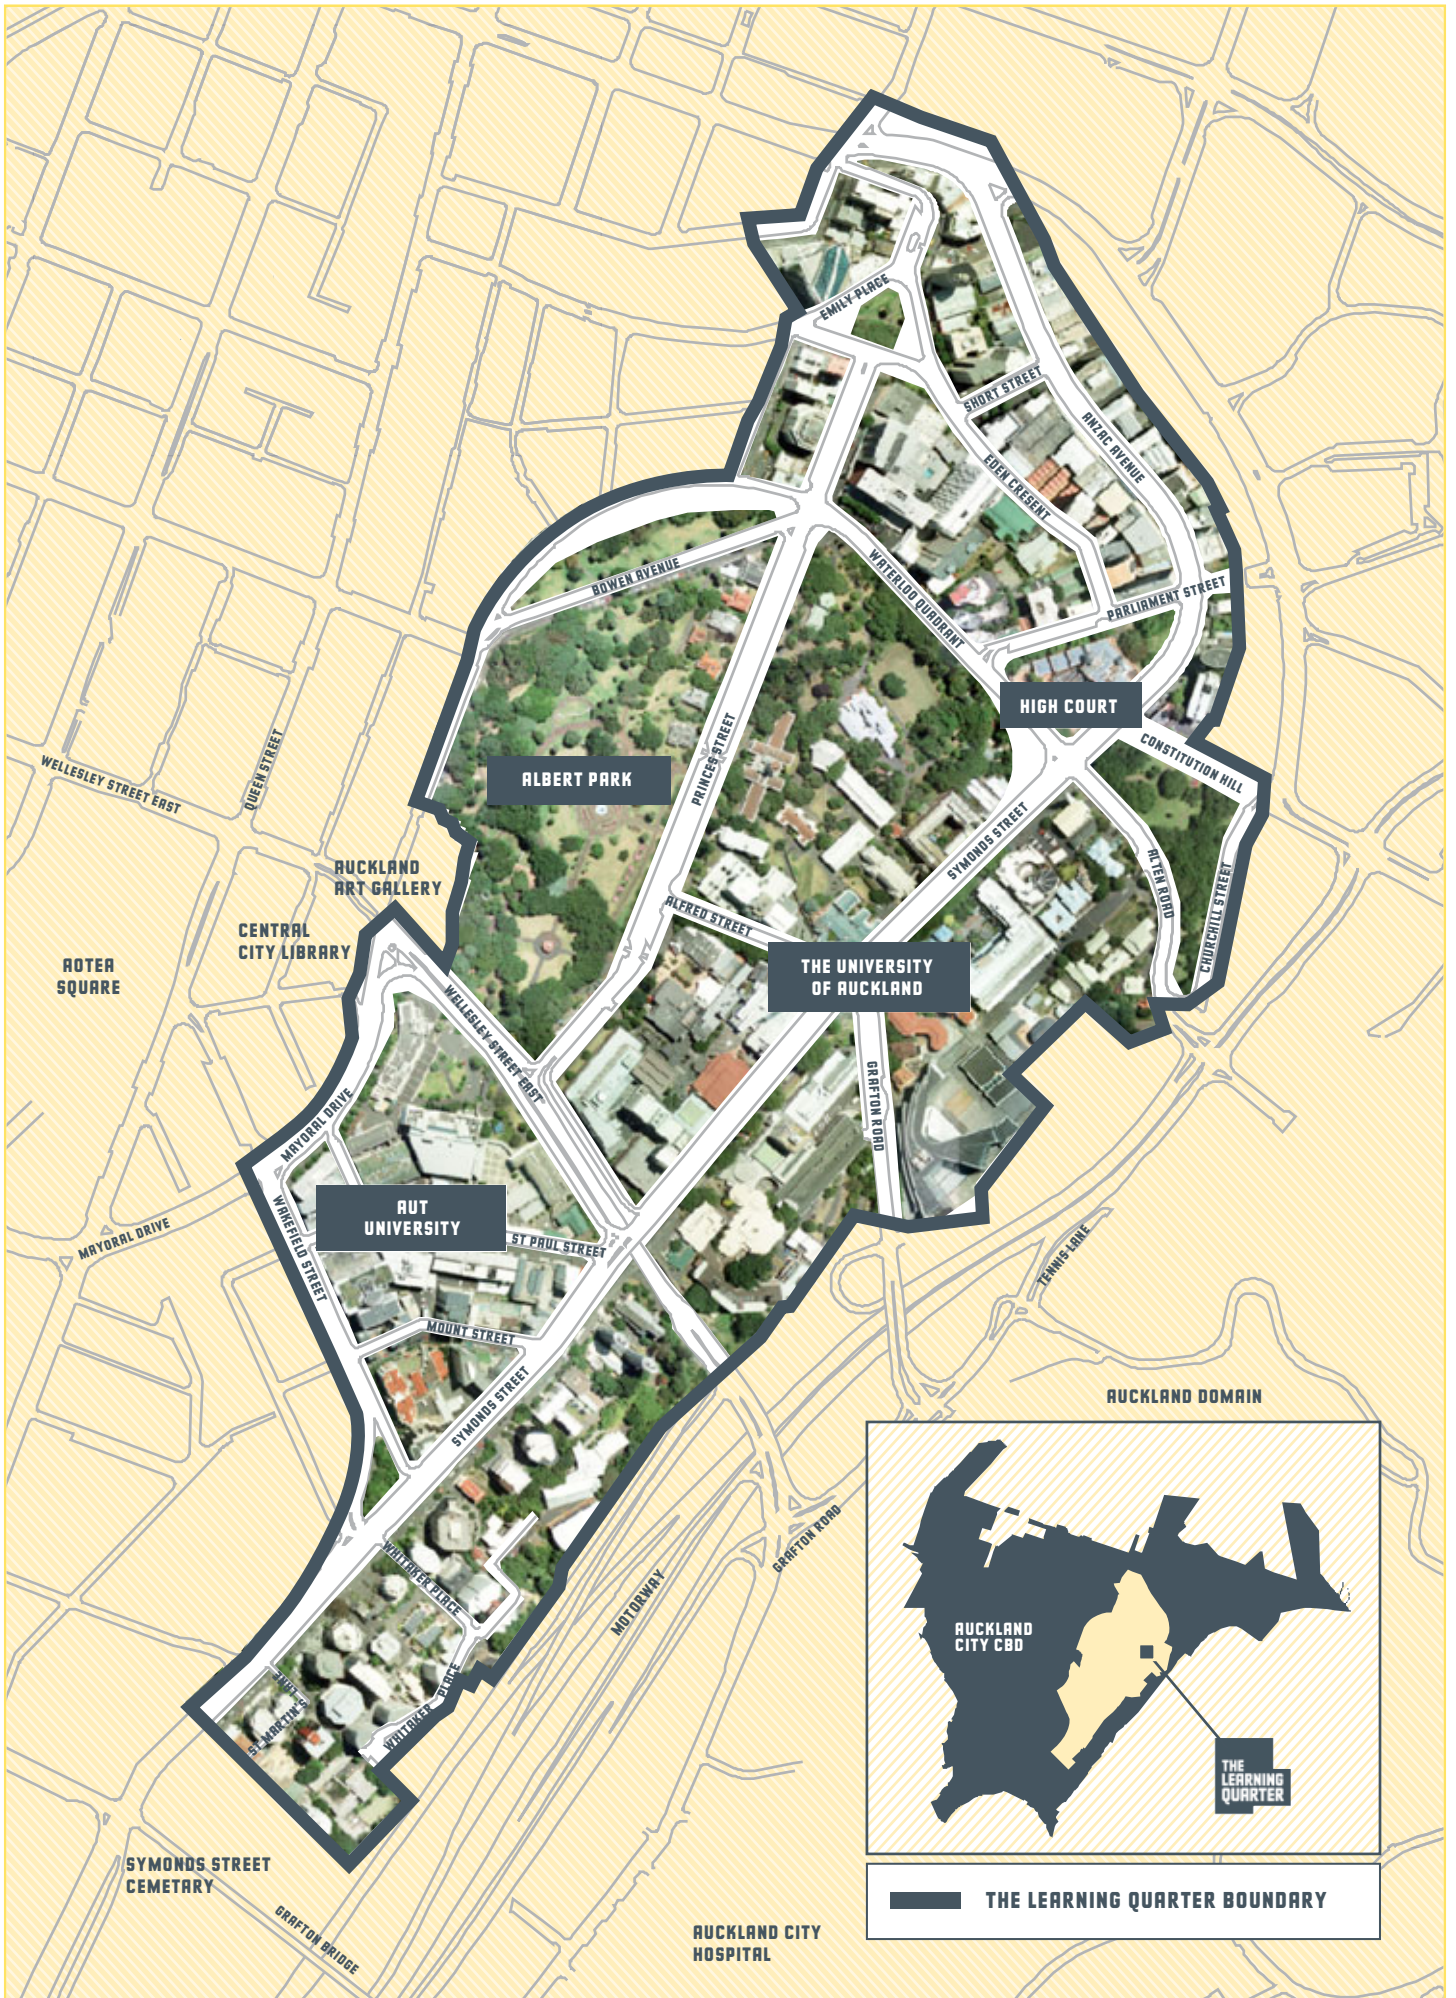 EMILY PLACE
SHORT STREET
ANZAC AVENUE
EDEN CRESENT
BOWEN AVENUE
WATERLOO QUADRANT
PARLIAMENT STREET
HIGH COURT
CONSTITUTION HILL
PRINCES STREET
WELLESLEY STREET EAST
QUEEN STREET
ALBERT PARK
SYMONDS STREET
ALTEN ROAD
CHURCHILL STREET
AUCKLAND
ART GALLERY
ALFRED STREET
CENTRAL
CITY LIBRARY
AOTEA
SQUARE
THE UNIVERSITY
OF AUCKLAND
WELLESLEY STREET EAST
GRAFTON ROAD
MAYORAL DRIVE
AUT
UNIVERSITY
WAKEFIELD STREET
MAYORAL DRIVE
ST PAUL STREET
TENNIS LANE
MOUNT STREET
SYMONDS STREET
AUCKLAND DOMAIN
GRAFTON ROAD
WHITAKER PLACE
MOTORWAY
AUCKLAND
CITY CBD
WHITAKER PLACE
ST MARTIN'S LANE
THE
LEARNING
QUARTER
SYMONDS STREET
CEMETARY
THE LEARNING QUARTER BOUNDARY
GRAFTON BRIDGE
AUCKLAND CITY
HOSPITAL